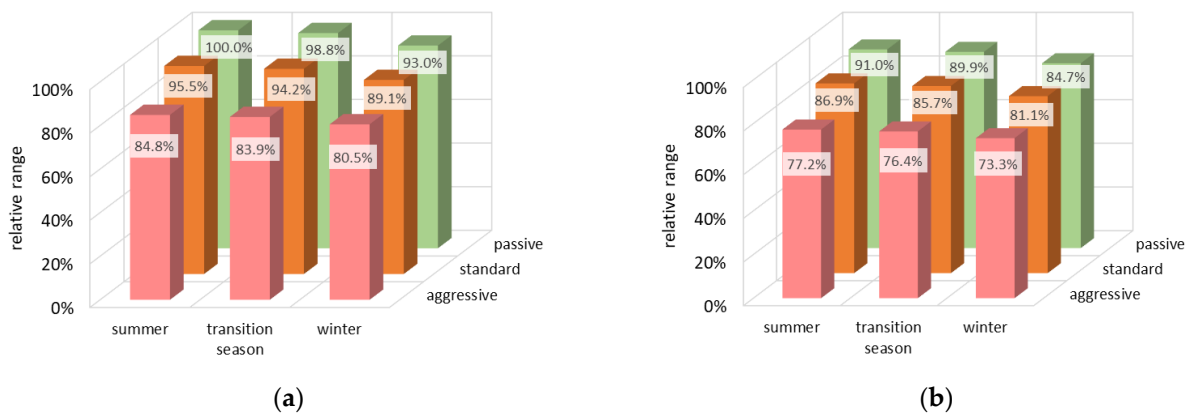 100%
80%
60%
40%
20%
0%
relative range
100.0%
98.8%
93.0%
95.5%
94.2%
89.1%
84.8%
83.9%
80.5%
passive
standard
aggressive
summer
transition
season
winter
(a)
100%
80%
60%
40%
20%
0%
relative range
91.0%
89.9%
84.7%
86.9%
85.7%
81.1%
77.2%
76.4%
73.3%
passive
standard
aggressive
summer
transition
season
winter
(b)